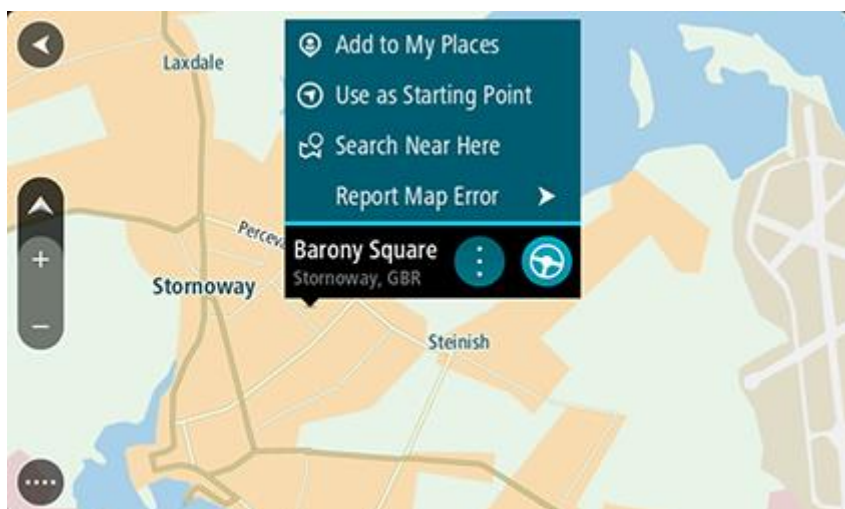 Add to My Places
Laxdale
Use as Starting Point
Search Near Here
Report Map Error
Perceva
Barony Square
Stornoway, GBR
Stornoway
Steinish